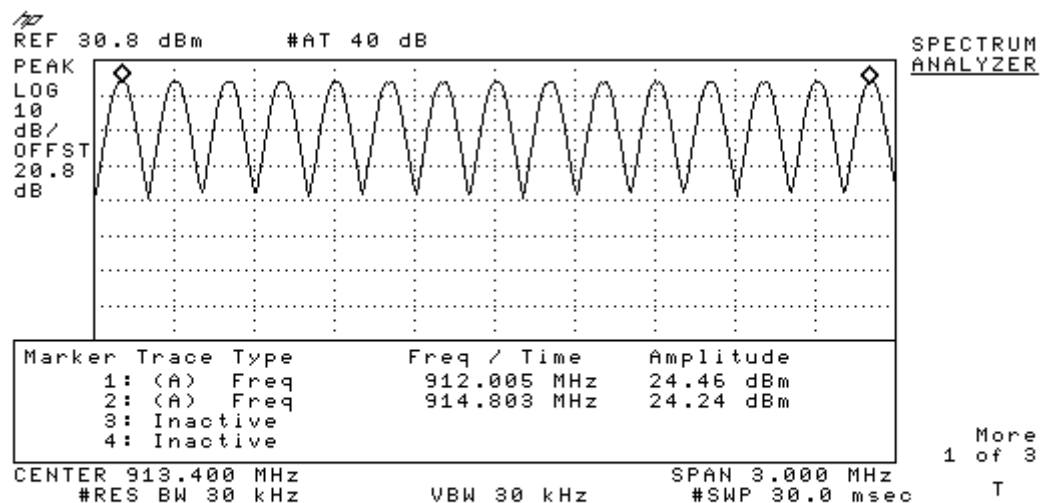 hp
REF 30.8 dBm #AT 40 dB
SPECTRUM
ANALYZER
PEAK
LOG
10
dB/
OFFST
20.8
dB
Marker Trace Type Freq / Time Amplitude
1: (A) Freq 912.005 MHz 24.46 dBm
2: (A) Freq 914.803 MHz 24.24 dBm
3: Inactive
4: Inactive
More
1 of 3
CENTER 913.400 MHz SPAN 3.000 MHz
#RES BW 30 kHz VBW 30 kHz #SWP 30.0 msec
T